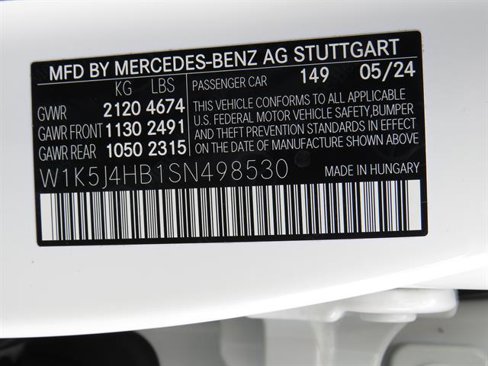 MFD BY MERCEDES-BENZ AG STUTTGART
KG LBS PASSENGER CAR 149 05/24
GVWR 2120 4674 THIS VEHICLE CONFORMS TO ALL APPLICABLE
GAWR FRONT 1130 2491 U.S. FEDERAL MOTOR VEHICLE SAFETY, BUMPER
AND THEFT PREVENTION STANDARDS IN EFFECT
GAWR REAR 1050 2315 ON THE DATE OF MANUFACTURE SHOWN ABOVE
W1K5J4HB1SN498530 MADE IN HUNGARY